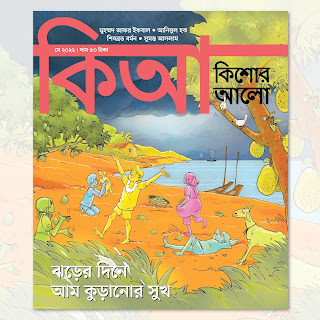 মুহম্মদ জাফর ইকবাল • আনিসুল হক
শিবব্রত বর্মন • সুমন্ত আসলাম
মে ২০২২ । দাম ৫০ টাকা
কিআ
কিশোর
আলো
ঝড়ের দিনে
আম কুড়ানোর সুখ